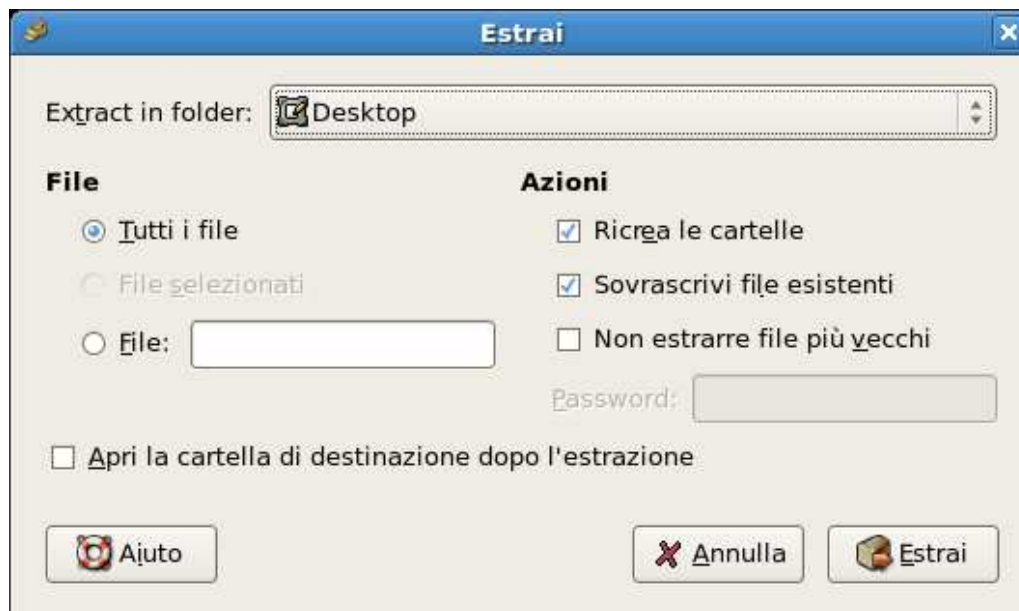 Estrai
Extract in folder: Desktop
File
Tutti i file
File selezionati
File:
Azioni
Ricrea le cartelle
Sovrascrivi file esistenti
Non estrarre file più vecchi
Password:
Apri la cartella di destinazione dopo l'estrazione
Aiuto
Annulla
Estrai